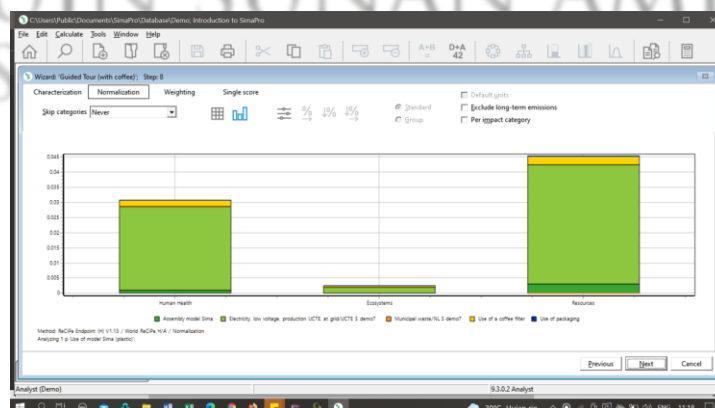 C:\Users\Public\Documents\SimaPro\Database\Demo; Introduction to SimaPro
File Edit Calculate Tools Window Help
A+B
=
D+A
42
Wizard: 'Guided Tour (with coffee)'; Step: 8
Characterization Normalization Weighting Single score
Skip categories Never
Standard
Group
Default units
Exclude long-term emissions
Per impact category
0.045
0.04
0.035
0.03
0.025
0.02
0.015
0.01
0.005
0
Human Health Ecosystems Resources
Assembly model Sima Electricity, low voltage, production UCTE, at grid/UCTE S demo? Municipal waste/NL S demo? Use of a coffee filter Use of packaging
Method: ReCiPe Endpoint (H) V1.13 / World ReCiPe H/A / Normalization
Analyzing 1 p 'Use of model Sima (plastic)';
Previous Next Cancel
Analyst (Demo) 9.3.0.2 Analyst
ENG 11:18